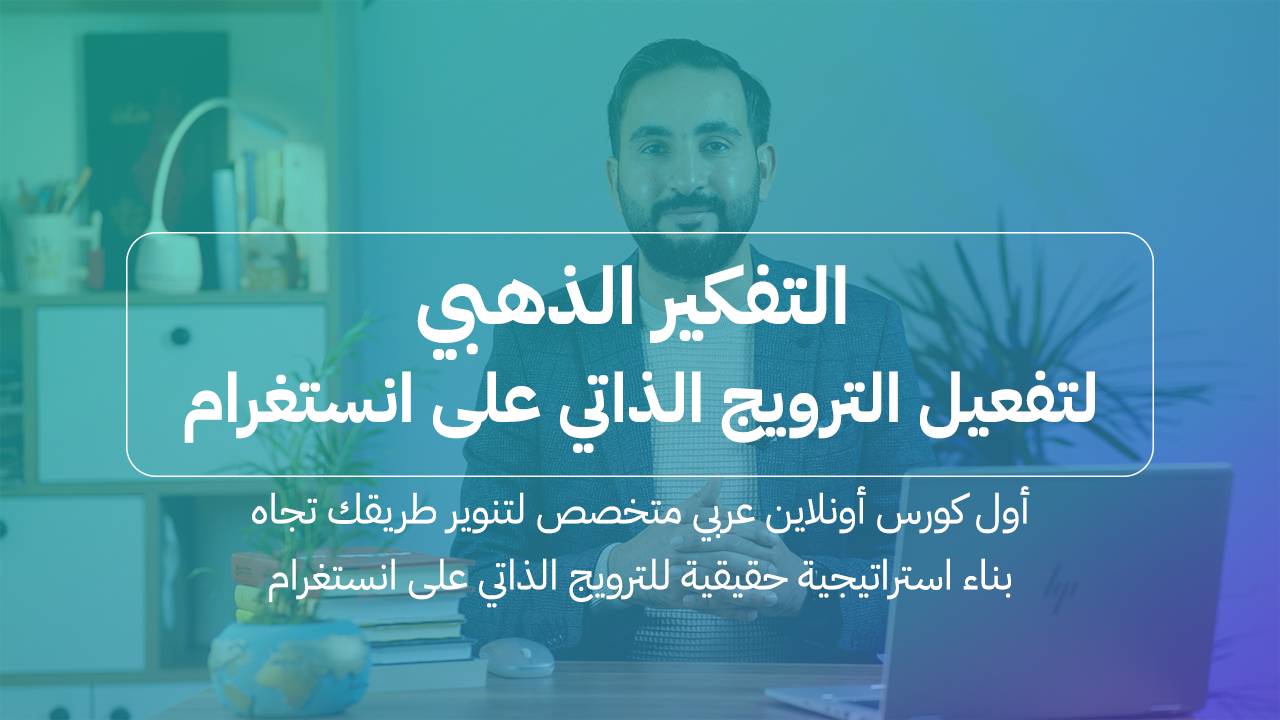 التفكير الذهبي
لتفعيل الترويج الذاتي على انستغرام
أول كورس أونلاين عربي متخصص لتنوير طريقك تجاه
بناء استراتيجية حقيقية للترويج الذاتي على انستغرام
hp